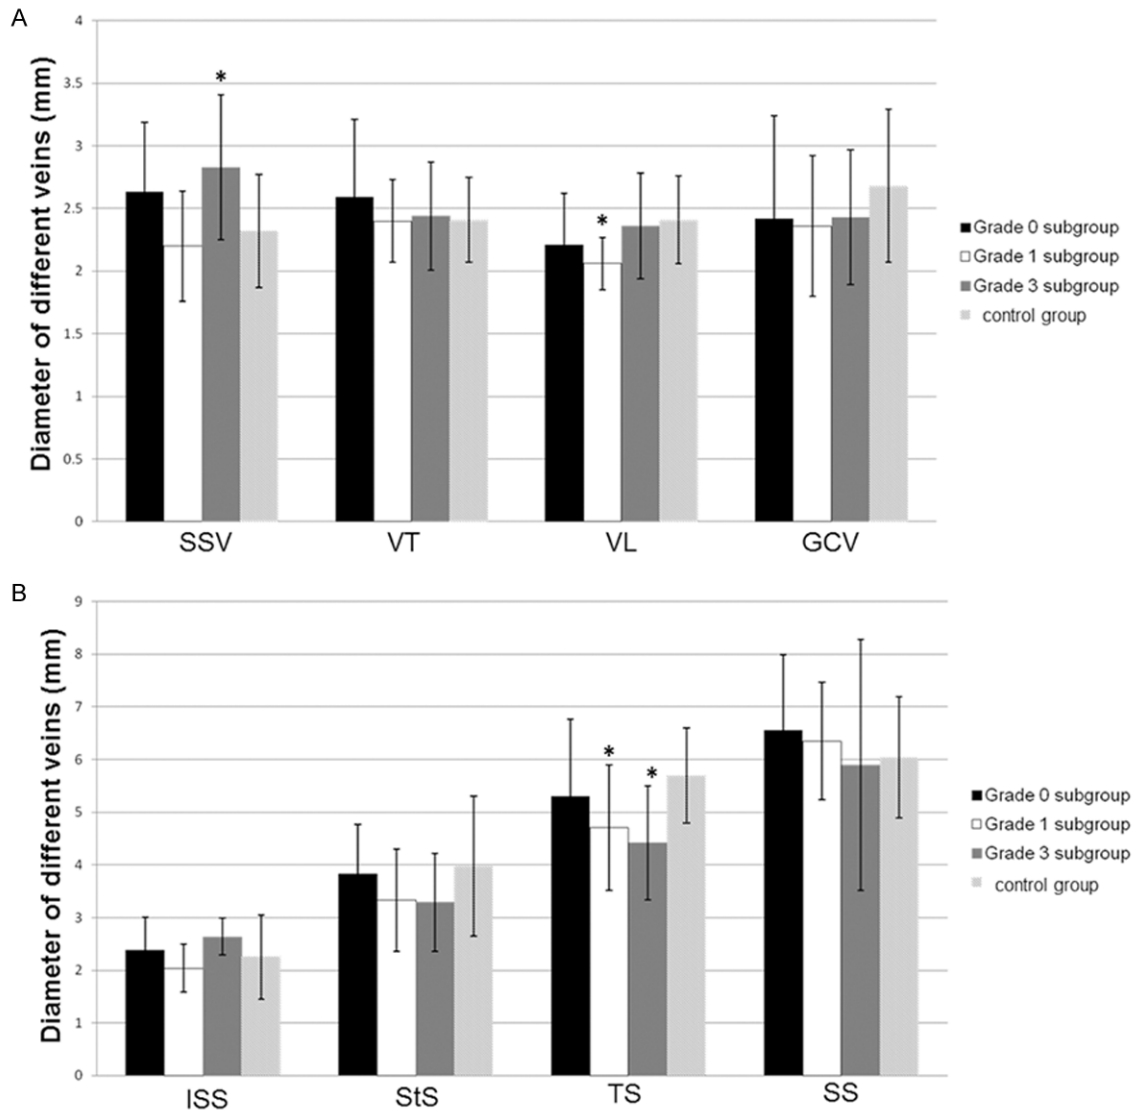 A
Diameter of different veins (mm)
4
3.5
3
2.5
2
1.5
1
0.5
0
*
*
SSV
VT
VL
GCV
Grade 0 subgroup
Grade 1 subgroup
Grade 3 subgroup
control group
B
Diameter of different veins (mm)
9
8
7
6
5
4
3
2
1
0
*
*
ISS
StS
TS
SS
Grade 0 subgroup
Grade 1 subgroup
Grade 3 subgroup
control group